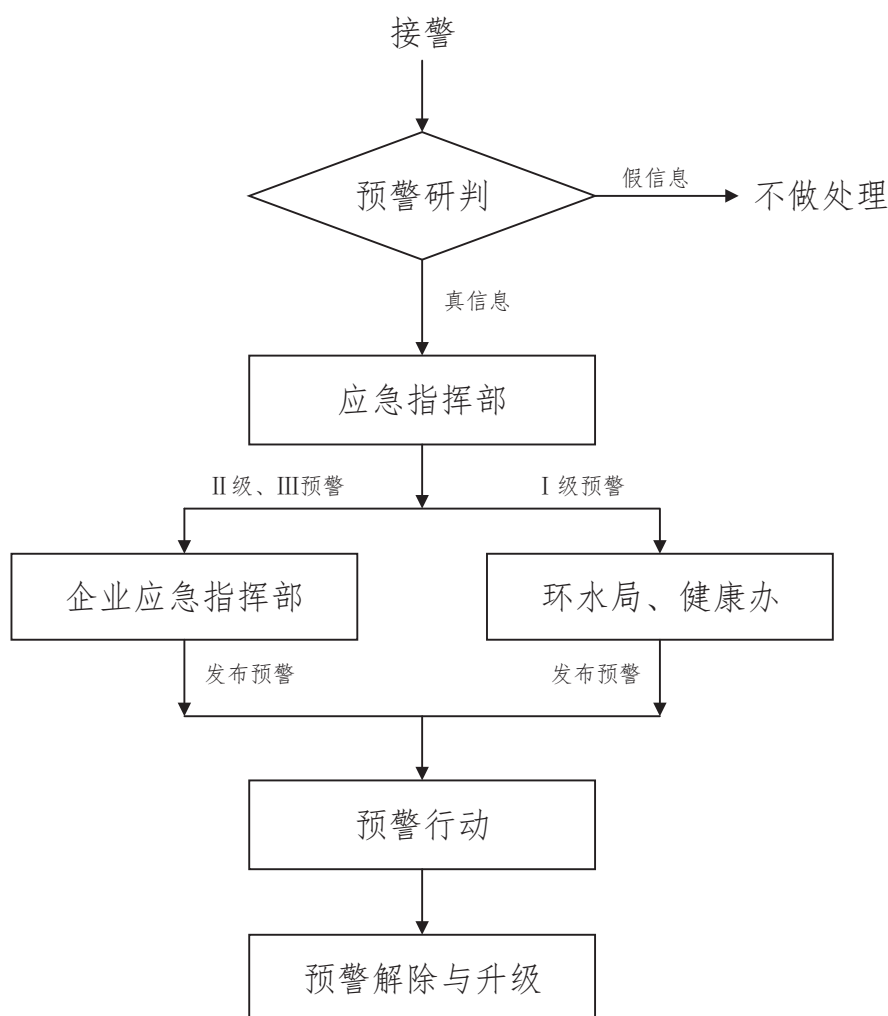 接警
预警研判
假信息
不做处理
真信息
应急指挥部
Ⅱ级、Ⅲ预警
Ⅰ级预警
企业应急指挥部
环水局、健康办
发布预警
发布预警
预警行动
预警解除与升级